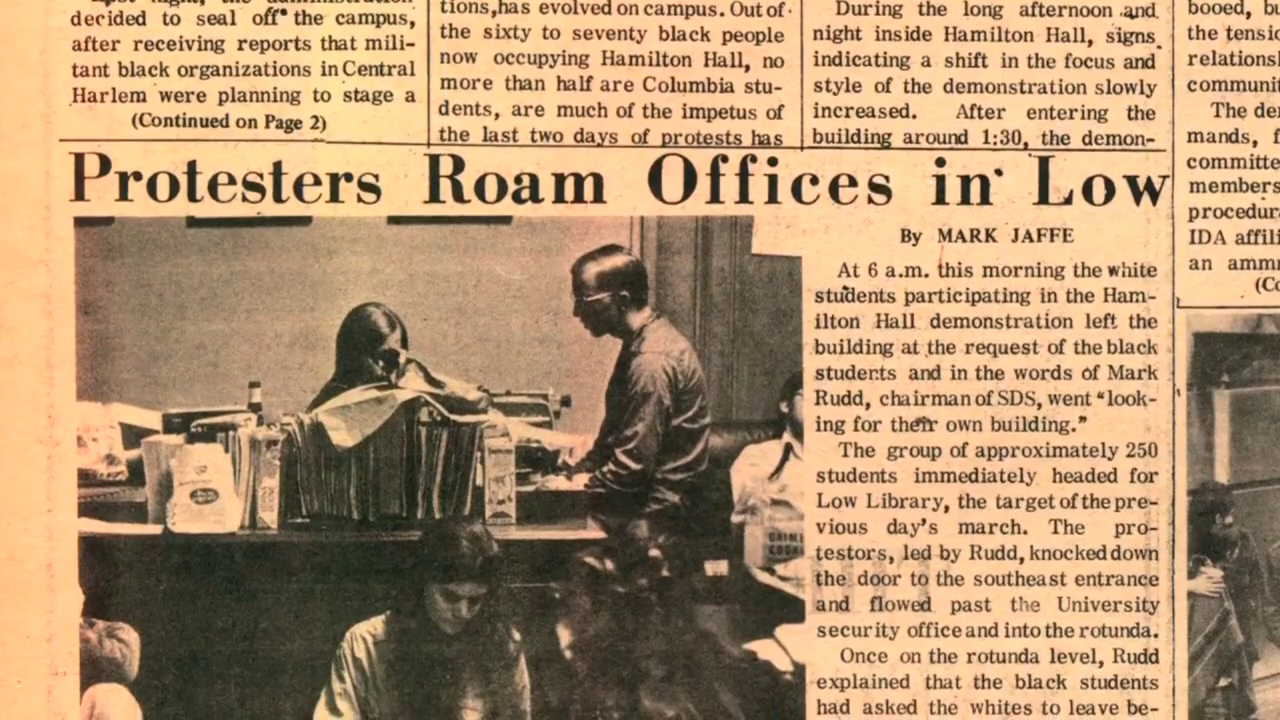 decided to seal off the campus,
after receiving reports that mili-
tant black organizations in Central
Harlem were planning to stage a
(Continued on Page 2)
tions, has evolved on campus. Out of
the sixty to seventy black people
now occupying Hamilton Hall, no
more than half are Columbia stu-
dents, are much of the impetus of
the last two days of protests has
During the long afternoon and
night inside Hamilton Hall, signs
indicating a shift in the focus and
style of the demonstration slowly
increased. After entering the
building around 1:30, the demon-
booed,
the
communit
The
mands,
committe
members
procedur
IDA
an
Protesters Roam Offices in Low
By MARK JAFFE
At 6 a.m. this morning the white
students participating in the Ham-
ilton Hall demonstration left the
building at the request of the black
students and in the words of Mark
Rudd, chairman of SDS, went "look-
ing for their own building."
The group of approximately 250
students immediately headed for
Low Library, the target of the pre-
vious day's march. The pro-
testors, led by Rudd, knocked down
the door to the southeast entrance
and flowed past the University
security office and into the rotunda.
Once on the rotunda level, Rudd
explained that the black students
had asked the whites to leave be-